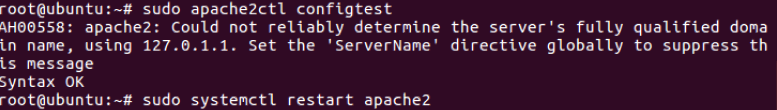 root@ubuntu:~# sudo apache2ctl configtest
AH00558: apache2: Could not reliably determine the server's fully qualified doma
in name, using 127.0.1.1. Set the 'ServerName' directive globally to suppress th
is message
Syntax OK
root@ubuntu:~# sudo systemctl restart apache2